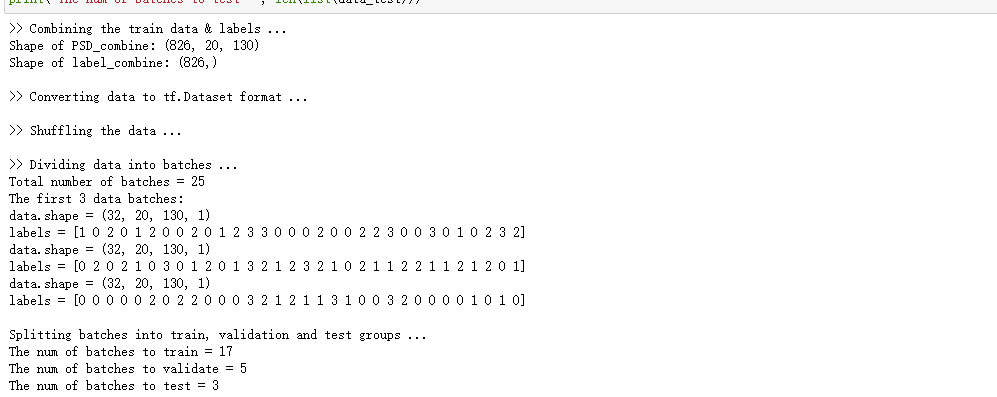 >> Combining the train data & labels ...
Shape of PSD_combine: (826, 20, 130)
Shape of label_combine: (826,)
>> Converting data to tf.Dataset format ...
>> Shuffling the data ...
>> Dividing data into batches ...
Total number of batches = 25
The first 3 data batches:
data.shape = (32, 20, 130, 1)
labels = [1 0 2 0 1 2 0 0 2 0 1 2 3 3 0 0 0 2 0 0 2 2 3 0 0 3 0 1 0 2 3 2]
data.shape = (32, 20, 130, 1)
labels = [0 2 0 2 1 0 3 0 1 2 0 1 3 2 1 2 3 2 1 0 2 1 1 2 2 1 1 2 1 2 0 1]
data.shape = (32, 20, 130, 1)
labels = [0 0 0 0 0 2 0 2 2 0 0 0 3 2 1 2 1 1 3 1 0 0 3 2 0 0 0 0 1 0 1 0]
Splitting batches into train, validation and test groups ...
The num of batches to train = 17
The num of batches to validate = 5
The num of batches to test = 3